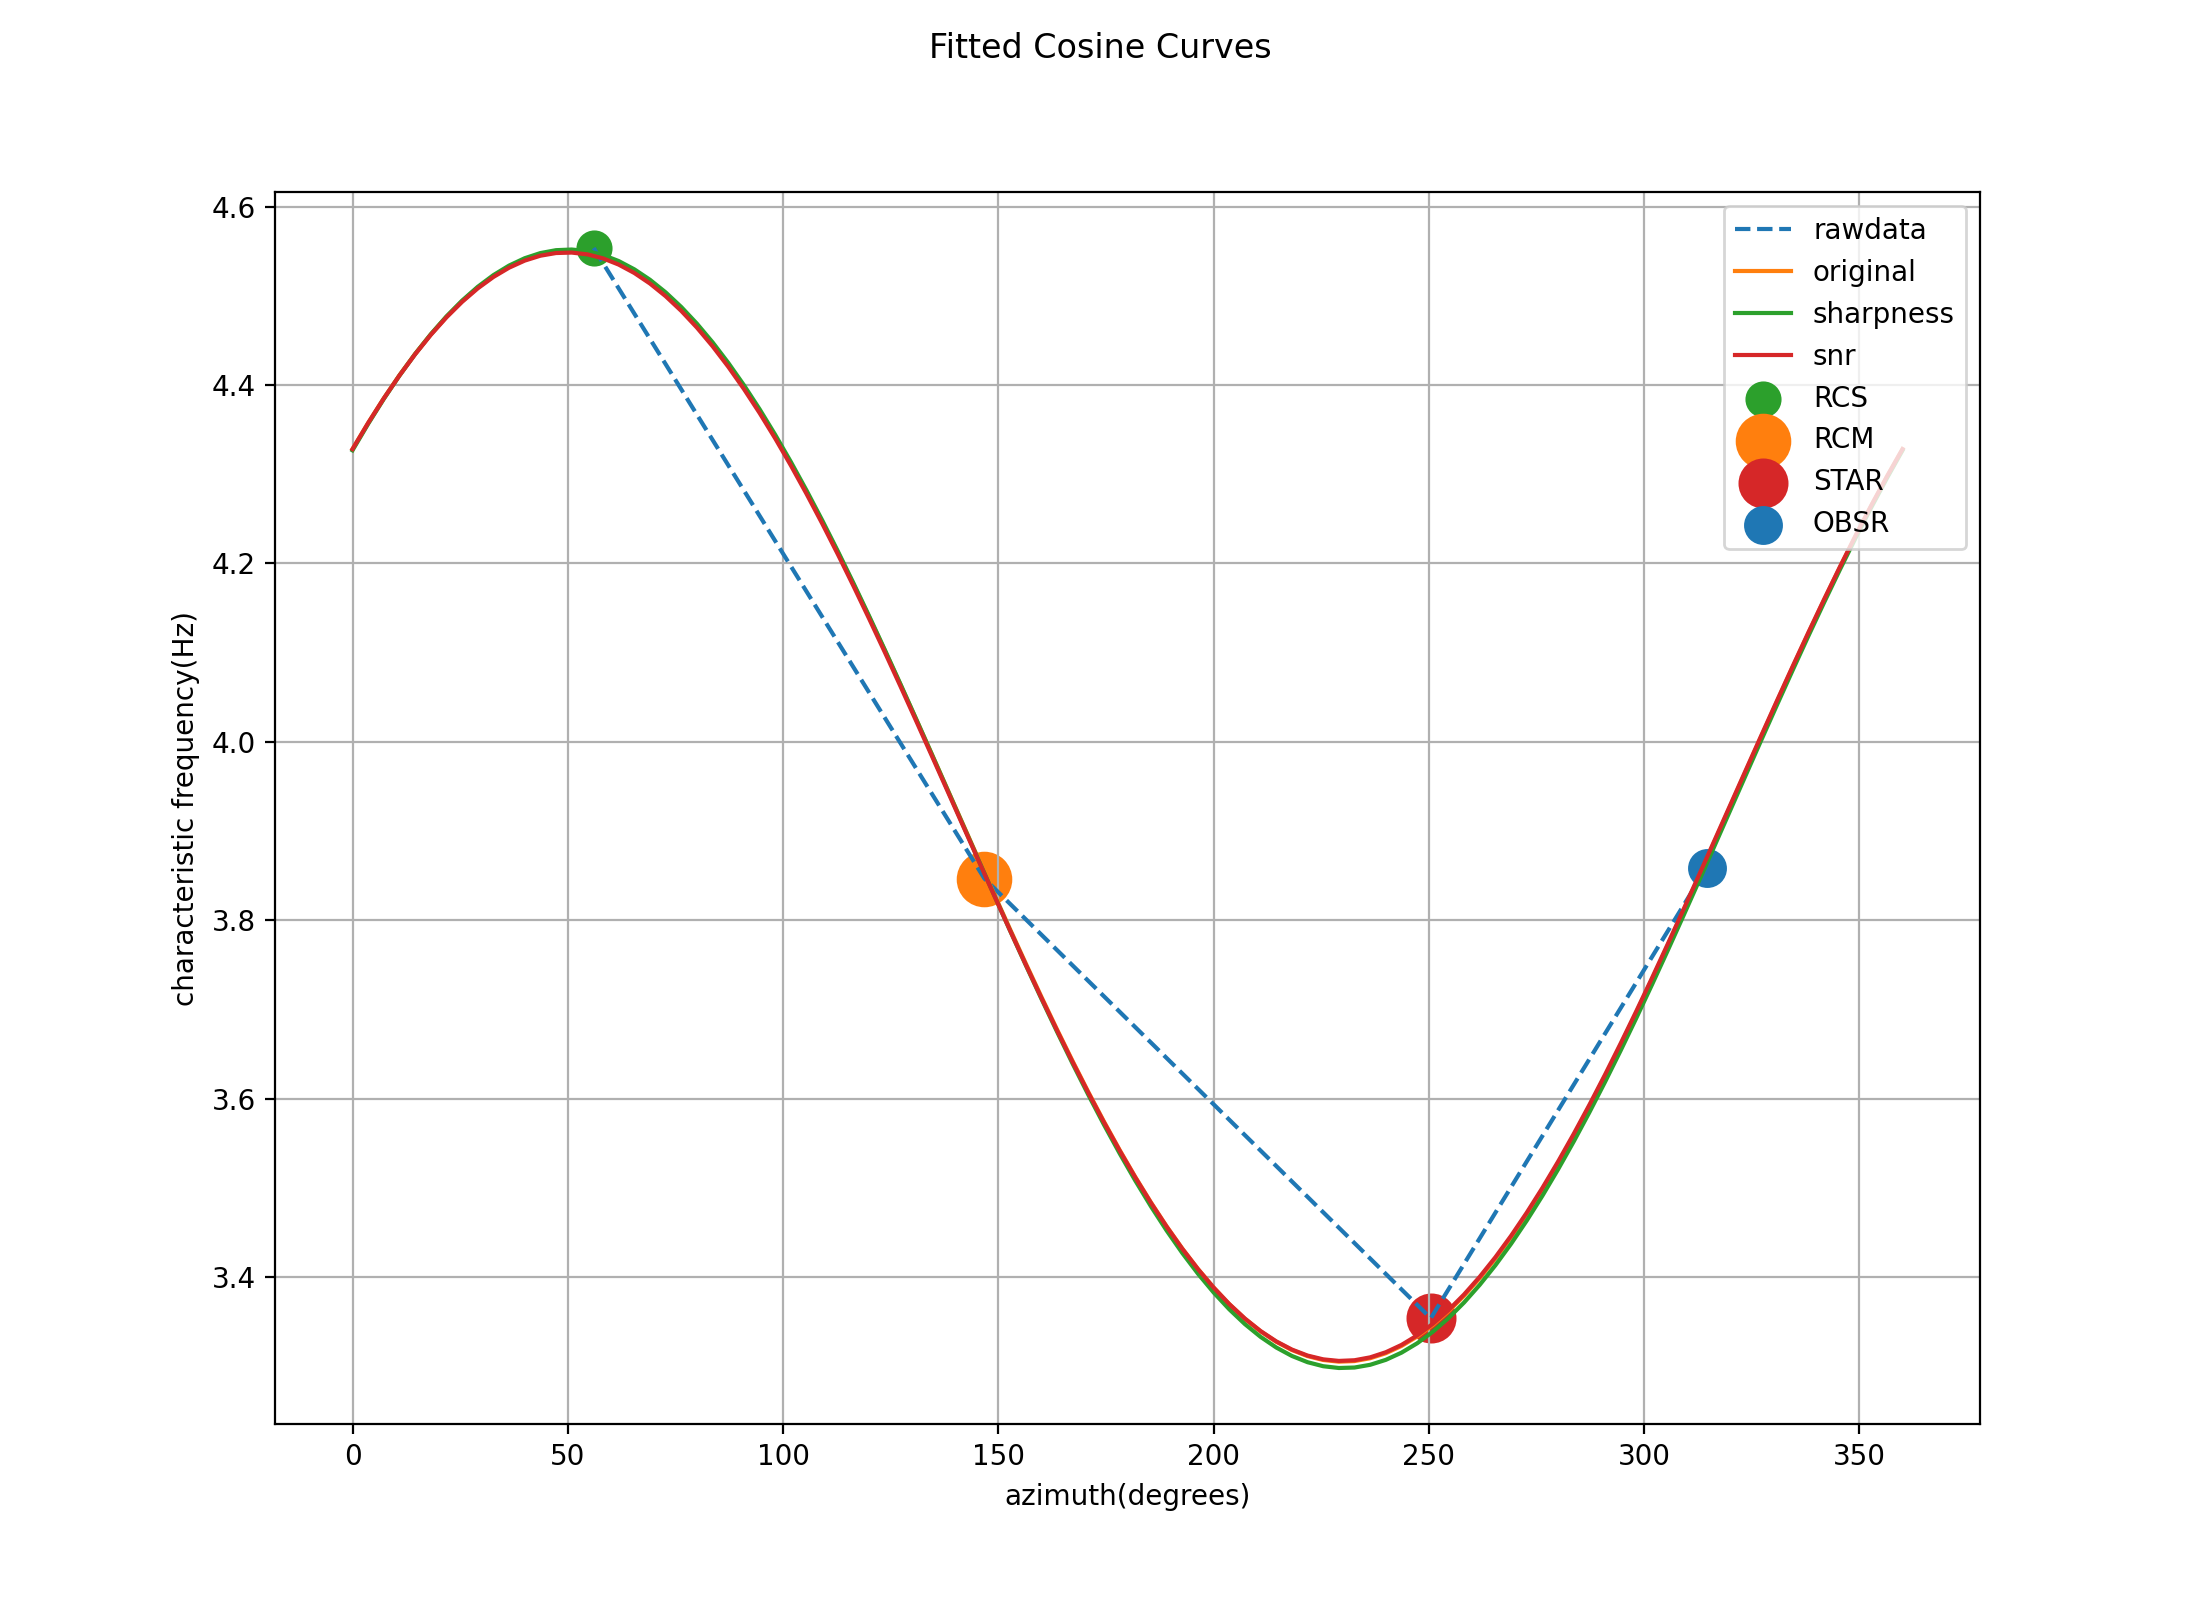 Fitted Cosine Curves
4.6
4.4
4.2
4.0
3.8
3.6
3.4
characteristic frequency(Hz)
rawdata
original
sharpness
snr
RCS
RCM
STAR
OBSR
0 50 100 150 200 250 300 350
azimuth(degrees)